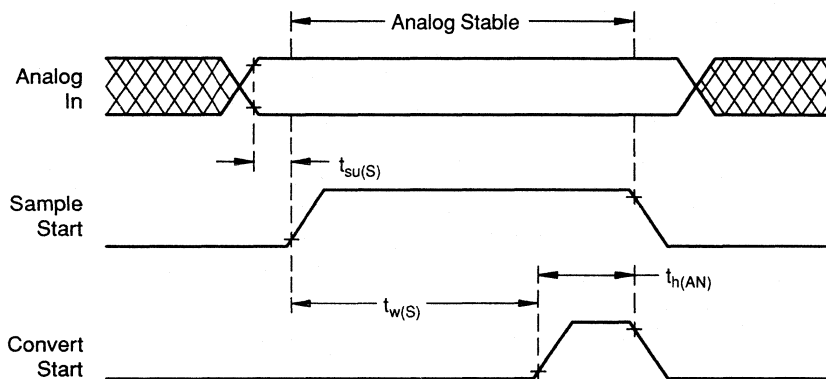 Analog Stable
Analog
In
t_su(S)
Sample
Start
t_h(AN)
t_w(S)
Convert
Start